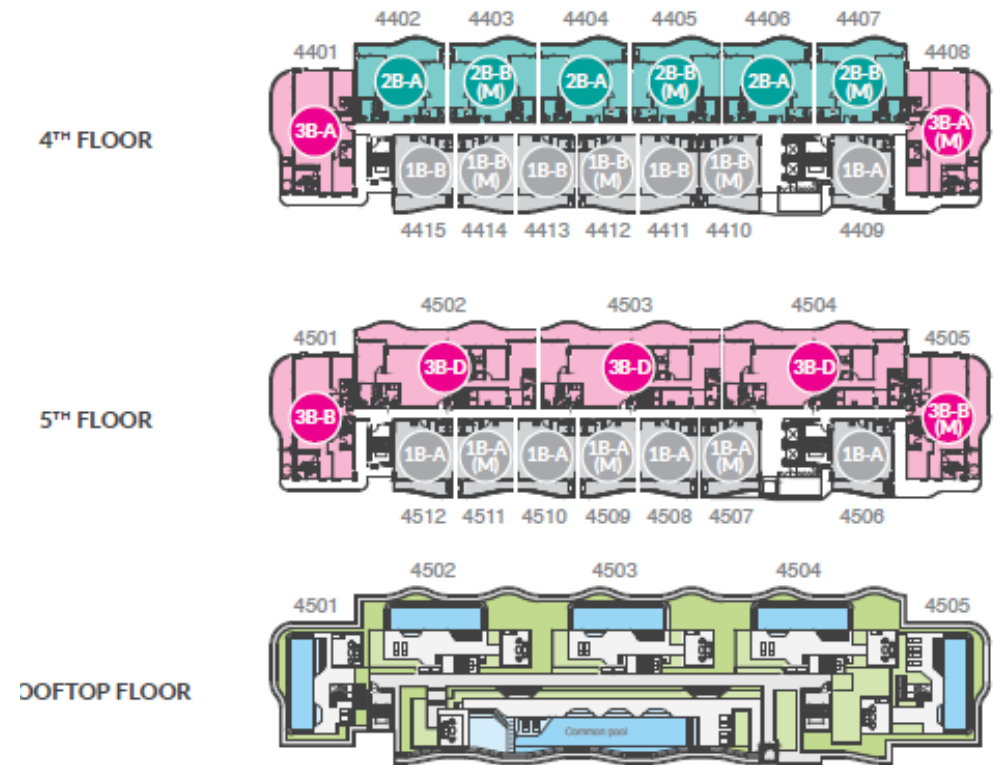 4402 4403 4404 4405 4406 4407
4401 4408
2B-A 2B-B (M) 2B-A 2B-B (M) 2B-A 2B-B (M)
4TH FLOOR
3B-A 3B-A (M)
1B-B 1B-B (M) 1B-B 1B-B (M) 1B-B 1B-B (M) 1B-A
4415 4414 4413 4412 4411 4410 4409
4502 4503 4504
4501 4505
3B-D 3B-D 3B-D
5TH FLOOR
3B-B 3B-B (M)
1B-A 1B-A (M) 1B-A 1B-A (M) 1B-A 1B-A (M) 1B-A
4512 4511 4510 4509 4508 4507 4506
4502 4503 4504
4501 4505
OOFTOP FLOOR
Common pool